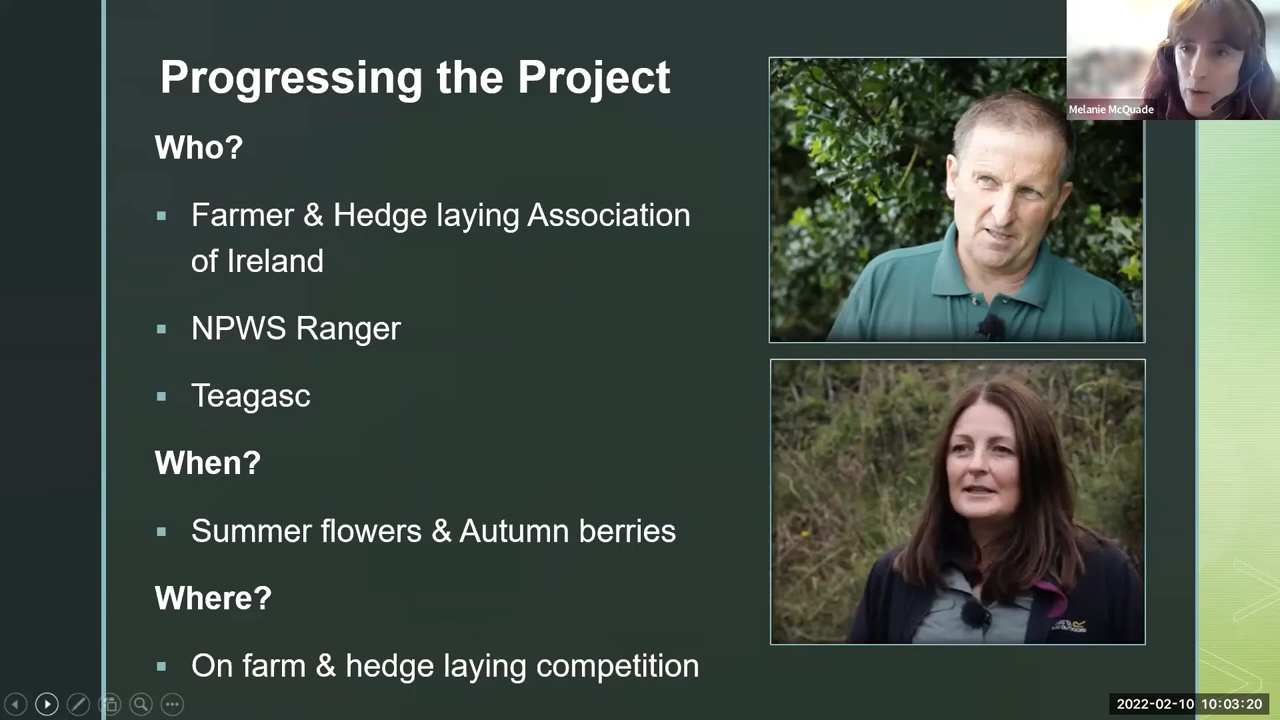 Progressing the Project
Who?
Farmer & Hedge laying Association
of Ireland
NPWS Ranger
Teagasc
When?
Summer flowers & Autumn berries
Where?
On farm & hedge laying competition
Melanie McQuade
2022-02-10 10:03:20